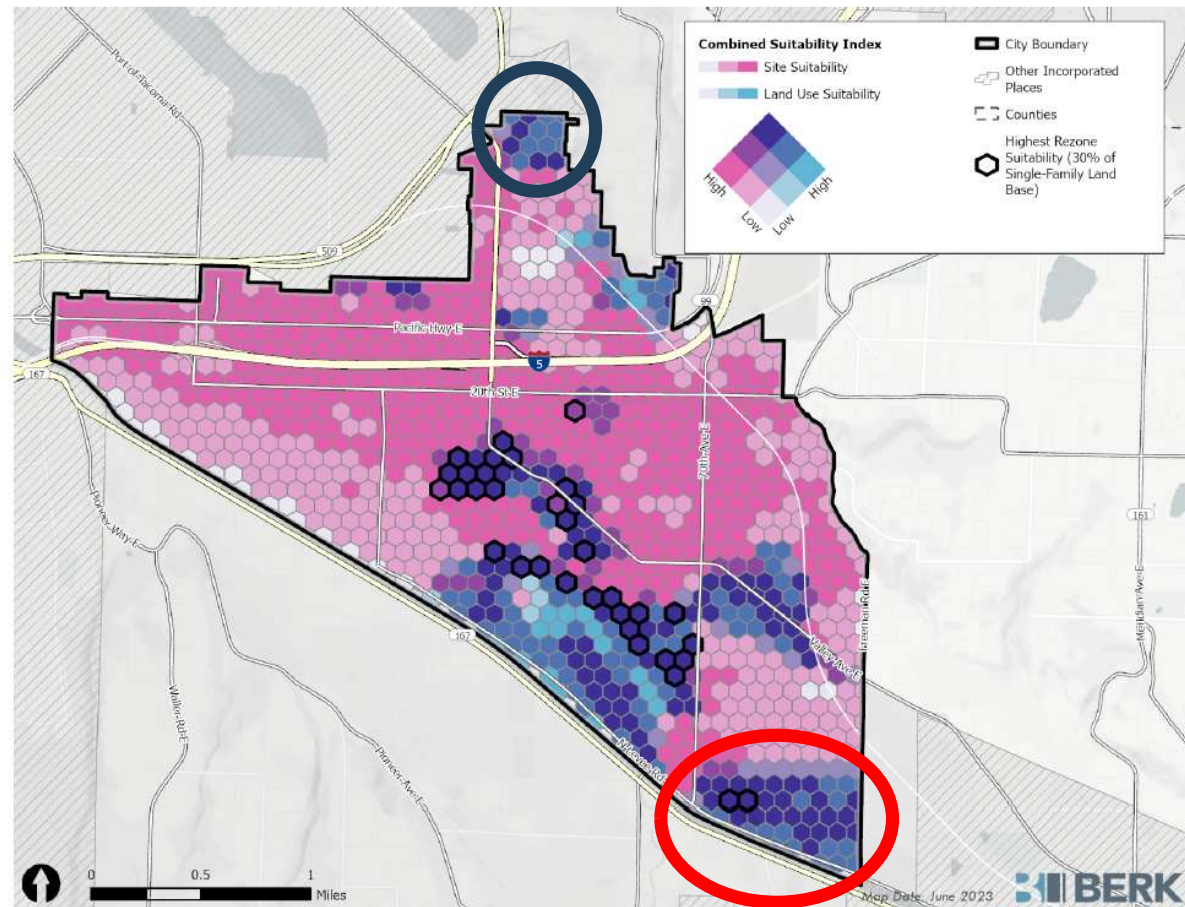 Combined Suitability Index
Site Suitability
Land Use Suitability
High
Low
Low
High
City Boundary
Other Incorporated
Places
Counties
Highest Rezone
Suitability (30% of
Single-Family Land
Base)
Port-of-Tacoma-Rd
509
99
Pacific-Hwy-E
5
167
20th-St-E
70th-Ave-E
161
Pioneer-Way-E
Freeman-Rd-E
Meridian-Ave-E
167
Valley-Ave-E
Waller-Rd-E
Pioneer-Ave-E
N-Levee-Rd
0 0.5 1
Miles
Map Date: June 2023
BERK